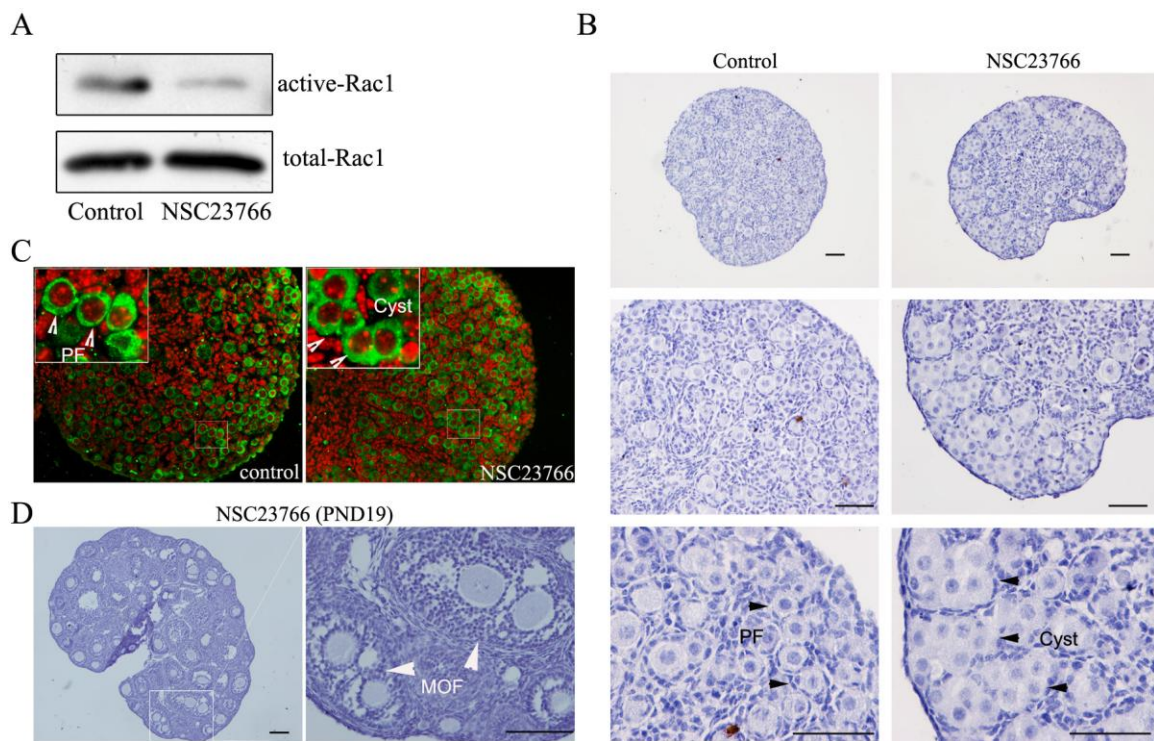 A
active-Rac1
total-Rac1
Control NSC23766
B
Control NSC23766
PF
Cyst
C
PF
control
Cyst
NSC23766
D
NSC23766 (PND19)
MOF